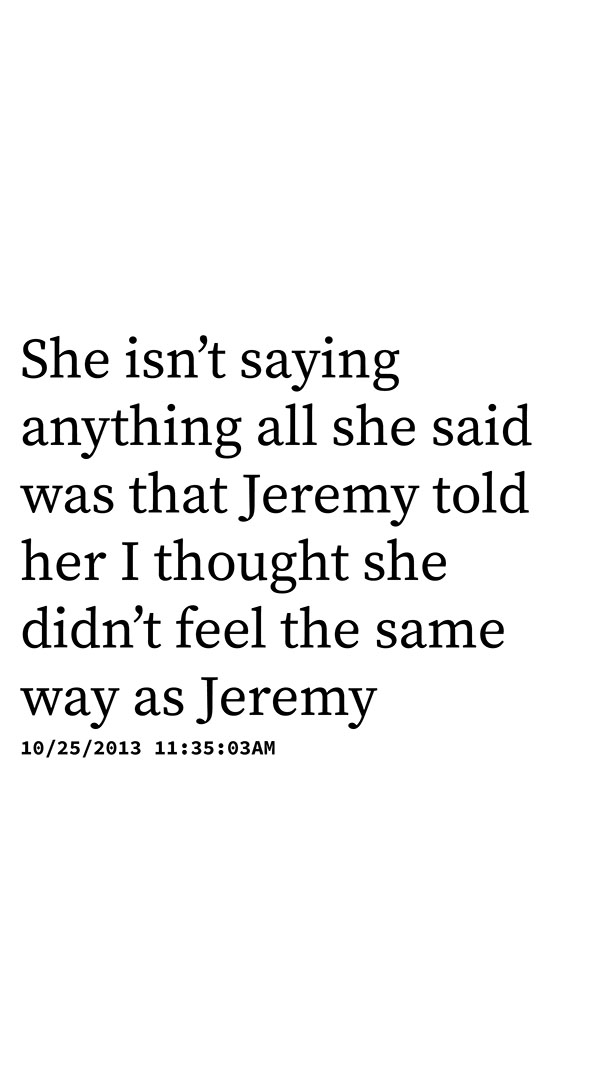 She isn’t saying
anything all she said
was that Jeremy told
her I thought she
didn’t feel the same
way as Jeremy
10/25/2013 11:35:03AM